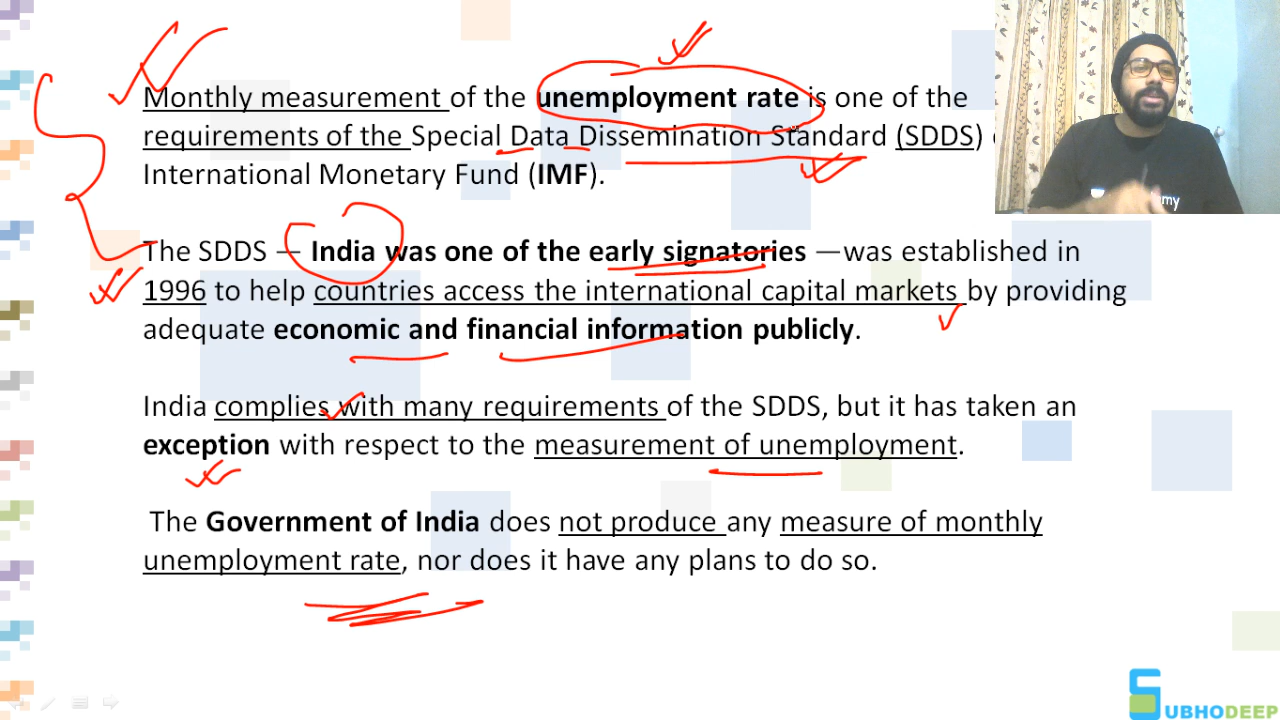 Monthly measurement of the unemployment rate is one of the
requirements of the Special Data Dissemination Standard (SDDS)
International Monetary Fund (IMF).
The SDDS — India was one of the early signatories —was established in
1996 to help countries access the international capital markets by providing
adequate economic and financial information publicly.
India complies with many requirements of the SDDS, but it has taken an
exception with respect to the measurement of unemployment.
The Government of India does not produce any measure of monthly
unemployment rate, nor does it have any plans to do so.
SUBHODEEP